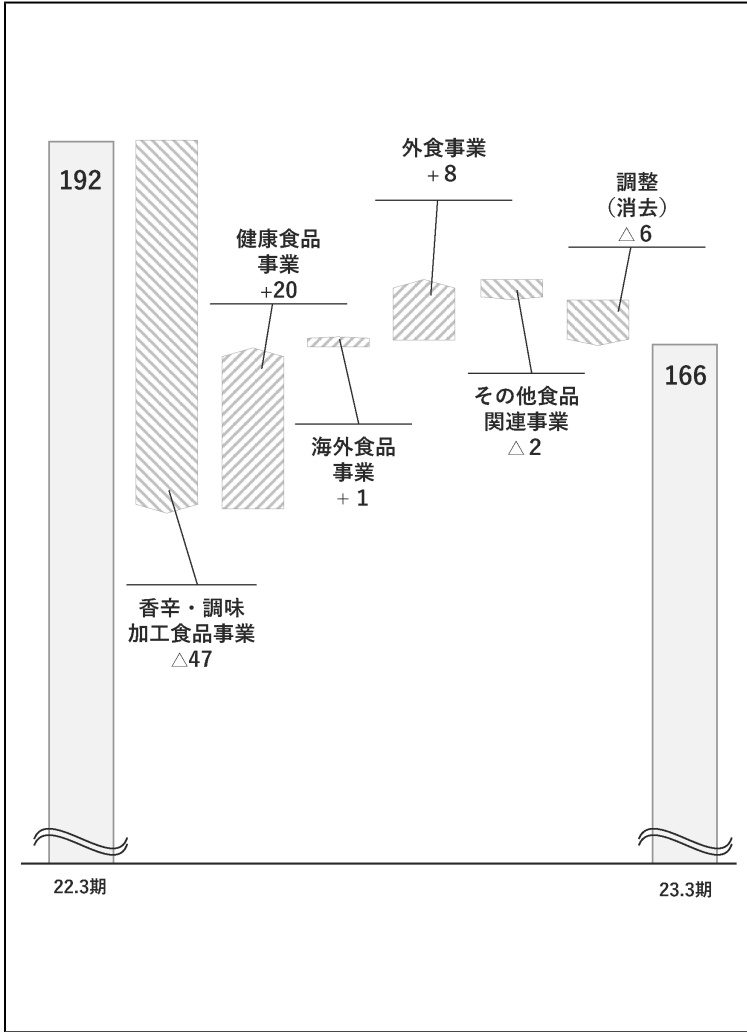 192
香辛・調味
加工食品事業
△47
健康食品
事業
+20
海外食品
事業
+ 1
外食事業
+ 8
その他食品
関連事業
△ 2
調整
（消去）
△ 6
166
22.3期
23.3期